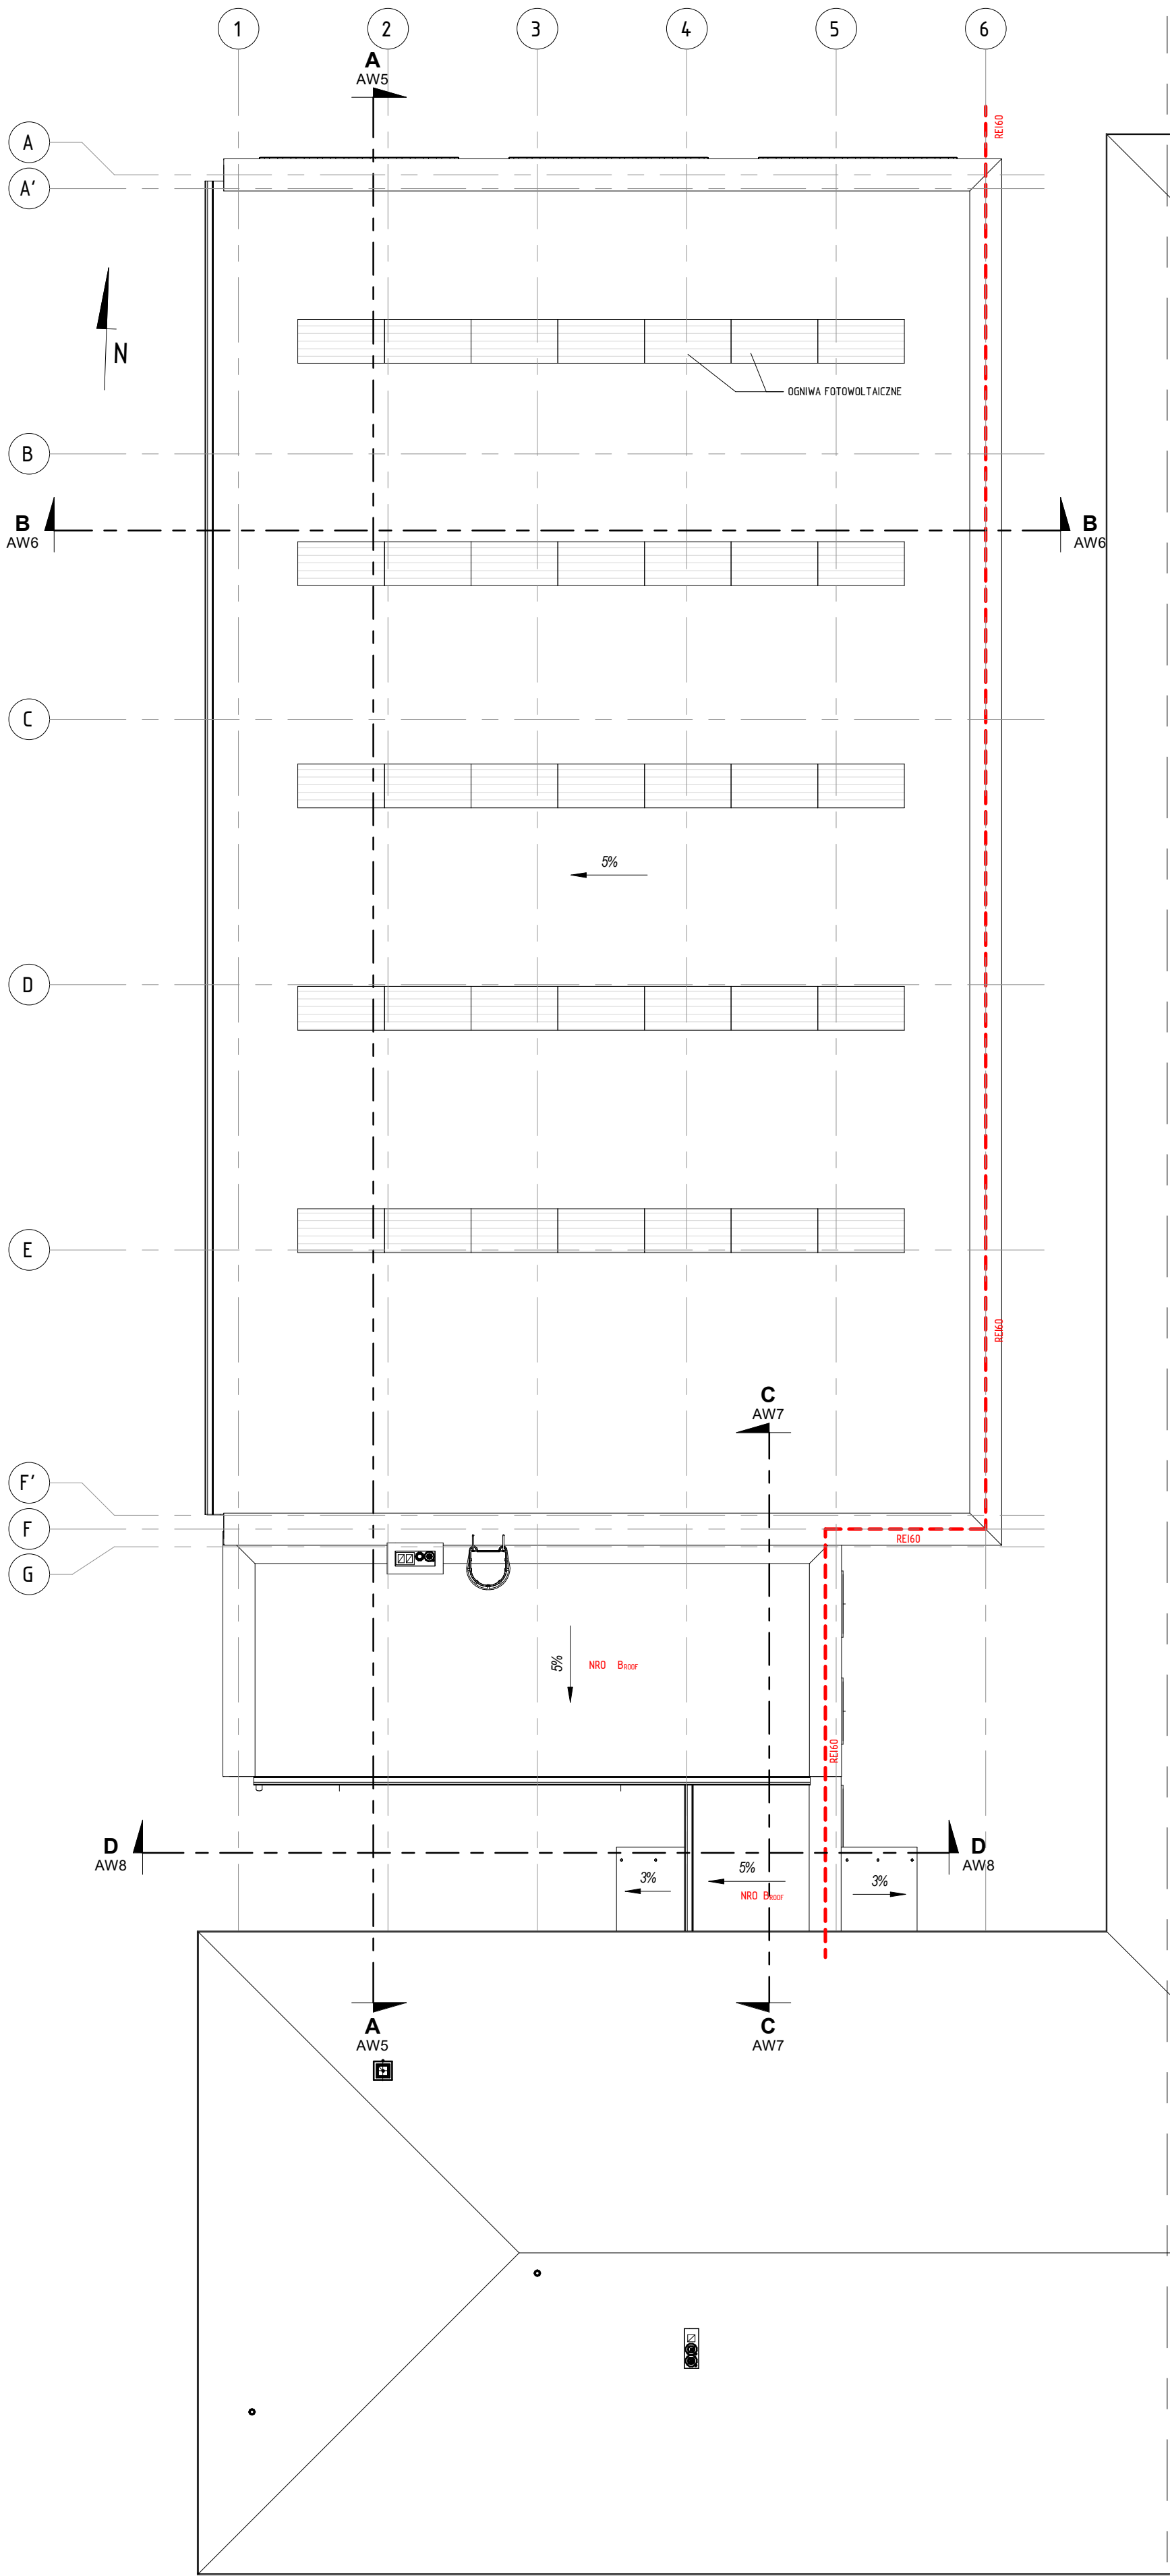 1
2
3
4
5
6
A
AW5
REI60
A
A'
N
OGNIWA FOTOWOLTAICZNE
B
B
AW6
B
AW6
C
5%
D
E
REI60
C
AW7
F'
F
REI60
G
5%
NRO BROOF
REI60
D
AW8
D
AW8
3%
5%
3%
NRO BROOF
A
AW5
C
AW7